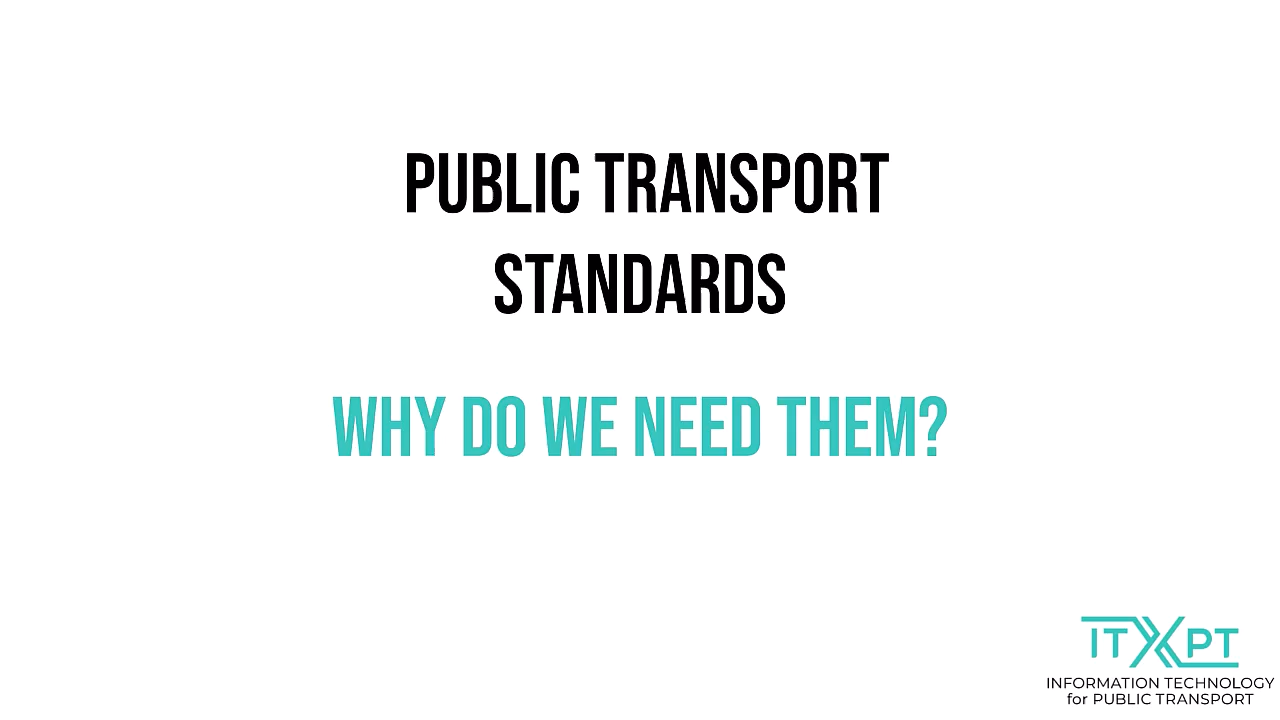 PUBLIC TRANSPORT
STANDARDS
WHY DO WE NEED THEM?
ITXPT
INFORMATION TECHNOLOGY
for PUBLIC TRANSPORT